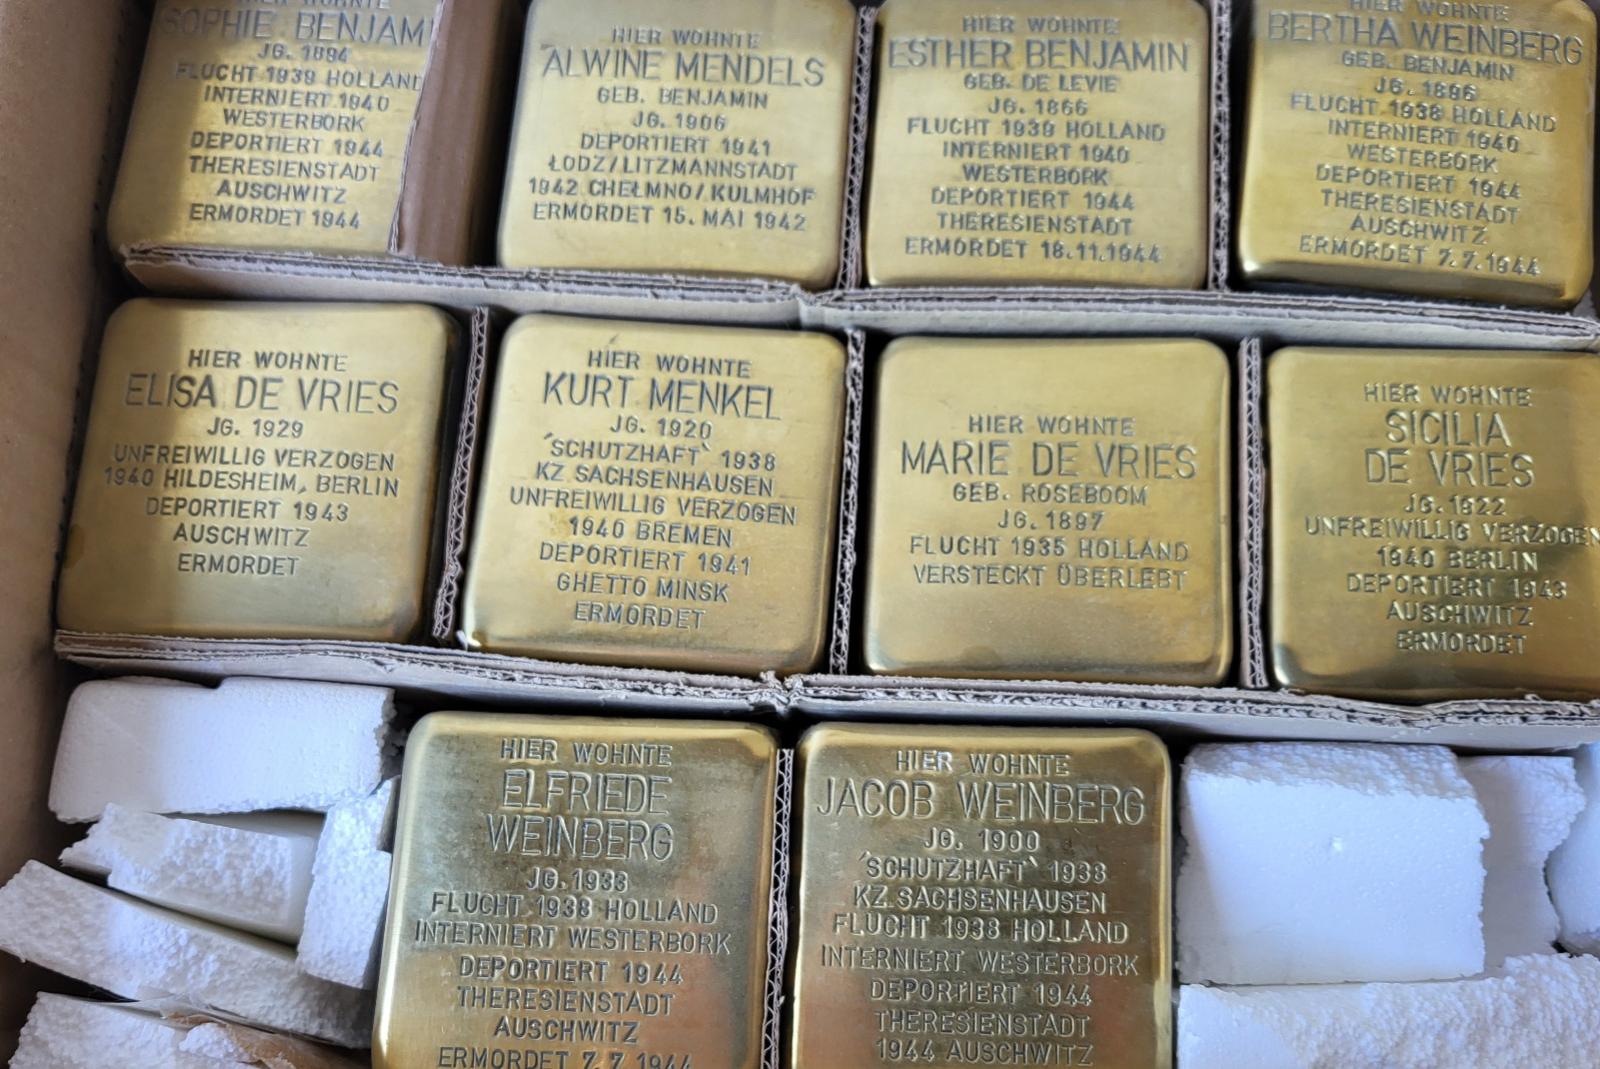 HIER WOHNTE
SOPHIE BENJAM
JG. 1894
FLUCHT 1939 HOLLAND
INTERNIERT 1940
WESTERBORK
DEPORTIERT 1944
THERESIENSTADT
AUSCHWITZ
ERMORDET 1944
HIER WOHNTE
ALWINE MENDELS
GEB. BENJAMIN
JG. 1906
DEPORTIERT 1941
ŁODZ/LITZMANNSTADT
1942 CHEŁMNO/KULMHOF
ERMORDET 15. MAI 1942
HIER WOHNTE
ESTHER BENJAMIN
GEB. DE LEVIE
JG. 1866
FLUCHT 1939 HOLLAND
INTERNIERT 1940
WESTERBORK
DEPORTIERT 1944
THERESIENSTADT
ERMORDET 18.11.1944
HIER WOHNTE
BERTHA WEINBERG
GEB. BENJAMIN
JG. 1896
FLUCHT 1938 HOLLAND
INTERNIERT 1940
WESTERBORK
DEPORTIERT 1944
THERESIENSTADT
AUSCHWITZ
ERMORDET 7.7.1944
HIER WOHNTE
ELISA DE VRIES
JG. 1929
UNFREIWILLIG VERZOGEN
1940 HILDESHEIM, BERLIN
DEPORTIERT 1943
AUSCHWITZ
ERMORDET
HIER WOHNTE
KURT MENKEL
JG. 1920
´SCHUTZHAFT` 1938
KZ SACHSENHAUSEN
UNFREIWILLIG VERZOGEN
1940 BREMEN
DEPORTIERT 1941
GHETTO MINSK
ERMORDET
HIER WOHNTE
MARIE DE VRIES
GEB. ROSEBOOM
JG. 1897
FLUCHT 1935 HOLLAND
VERSTECKT ÜBERLEBT
HIER WOHNTE
SICILIA
DE VRIES
JG. 1922
UNFREIWILLIG VERZOGEN
1940 BERLIN
DEPORTIERT 1943
AUSCHWITZ
ERMORDET
HIER WOHNTE
ELFRIEDE
WEINBERG
JG. 1933
FLUCHT 1938 HOLLAND
INTERNIERT WESTERBORK
DEPORTIERT 1944
THERESIENSTADT
AUSCHWITZ
ERMORDET 7.7.1944
HIER WOHNTE
JACOB WEINBERG
JG. 1900
´SCHUTZHAFT` 1938
KZ SACHSENHAUSEN
FLUCHT 1938 HOLLAND
INTERNIERT WESTERBORK
DEPORTIERT 1944
THERESIENSTADT
1944 AUSCHWITZ